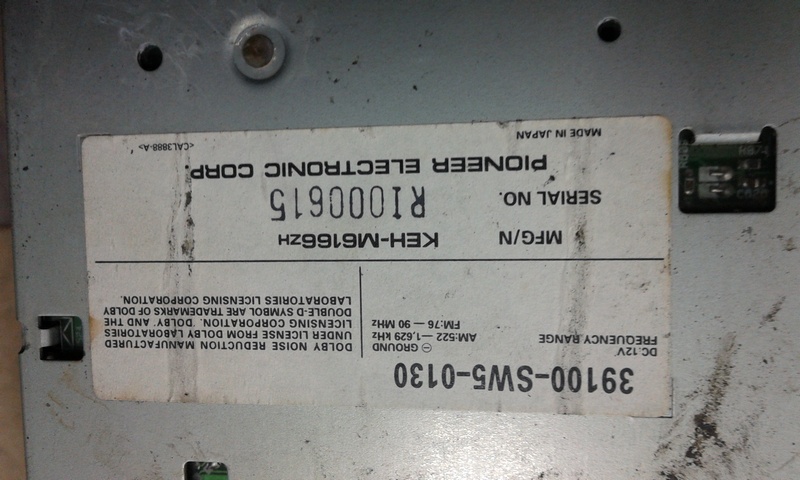 39100-SW5-0130
DC.12V ⊖ GROUND
FREQUENCY RANGE AM:522 — 1,629 kHz
FM:76 — 90 MHz
DOLBY NOISE REDUCTION MANUFACTURED
UNDER LICENSE FROM DOLBY LABORATORIES
LICENSING CORPORATION. DOLBY. AND THE
DOUBLE-D SYMBOL ARE TRADEMARKS OF DOLBY
LABORATORIES LICENSING CORPORATION.
MFG/N KEH-M6166ZH
SERIAL NO. RI000615
PIONEER ELECTRONIC CORP.
MADE IN JAPAN <CAL3888-A>